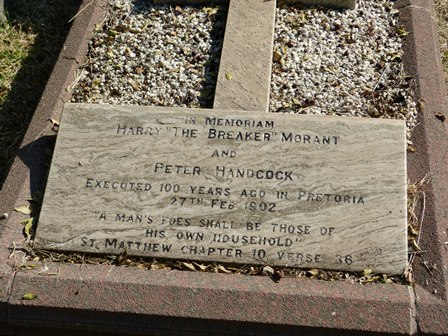 In Memoriam
Harry "The Breaker" Morant
and
Peter Handcock
Executed 100 years ago in Pretoria
27th Feb 1902
"A man's foes shall be those of
his own household"
St. Matthew chapter 10, verse 36